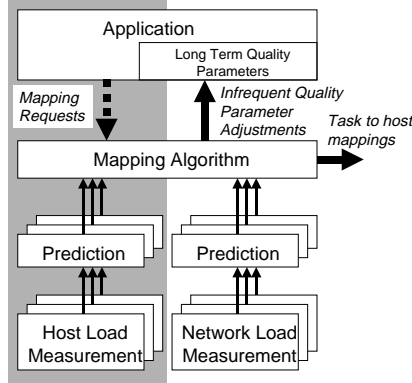 Application
Long Term Quality
Parameters
Mapping
Requests
Infrequent Quality
Parameter
Adjustments
Task to host
mappings
Mapping Algorithm
Prediction
Prediction
Host Load
Measurement
Network Load
Measurement